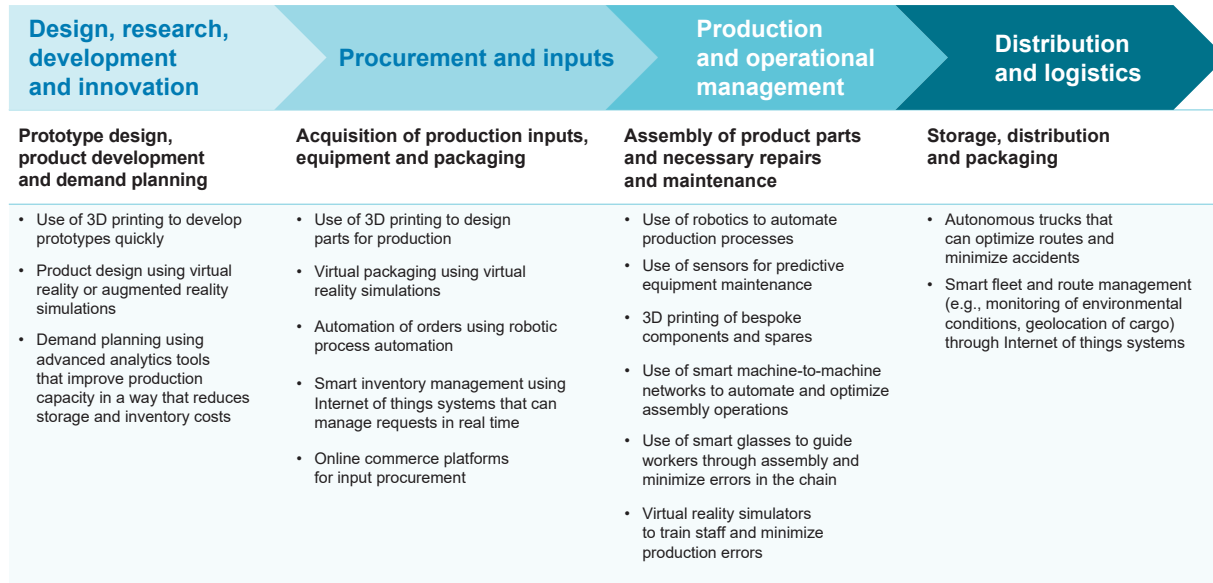 Design, research,
development
and innovation
Procurement and inputs
Production
and operational
management
Distribution
and logistics
Prototype design,
product development
and demand planning
• Use of 3D printing to develop
prototypes quickly
• Product design using virtual
reality or augmented reality
simulations
• Demand planning using
advanced analytics tools
that improve production
capacity in a way that reduces
storage and inventory costs
Acquisition of production inputs,
equipment and packaging
• Use of 3D printing to design
parts for production
• Virtual packaging using virtual
reality simulations
• Automation of orders using robotic
process automation
• Smart inventory management using
Internet of things systems that can
manage requests in real time
• Online commerce platforms
for input procurement
Assembly of product parts
and necessary repairs
and maintenance
• Use of robotics to automate
production processes
• Use of sensors for predictive
equipment maintenance
• 3D printing of bespoke
components and spares
• Use of smart machine-to-machine
networks to automate and optimize
assembly operations
• Use of smart glasses to guide
workers through assembly and
minimize errors in the chain
• Virtual reality simulators
to train staff and minimize
production errors
Storage, distribution
and packaging
• Autonomous trucks that
can optimize routes and
minimize accidents
• Smart fleet and route management
(e.g., monitoring of environmental
conditions, geolocation of cargo)
through Internet of things systems